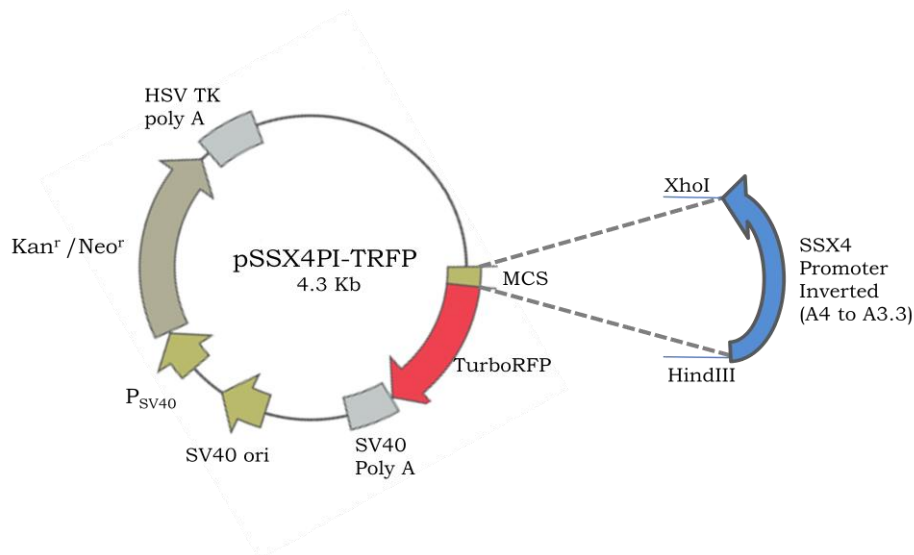 HSV TK
poly A
Kanʳ /Neoʳ
pSSX4PI-TRFP
4.3 Kb
MCS
TurboRFP
P_SV40
SV40 ori
SV40
Poly A
XhoI
HindIII
SSX4
Promoter
Inverted
(A4 to A3.3)